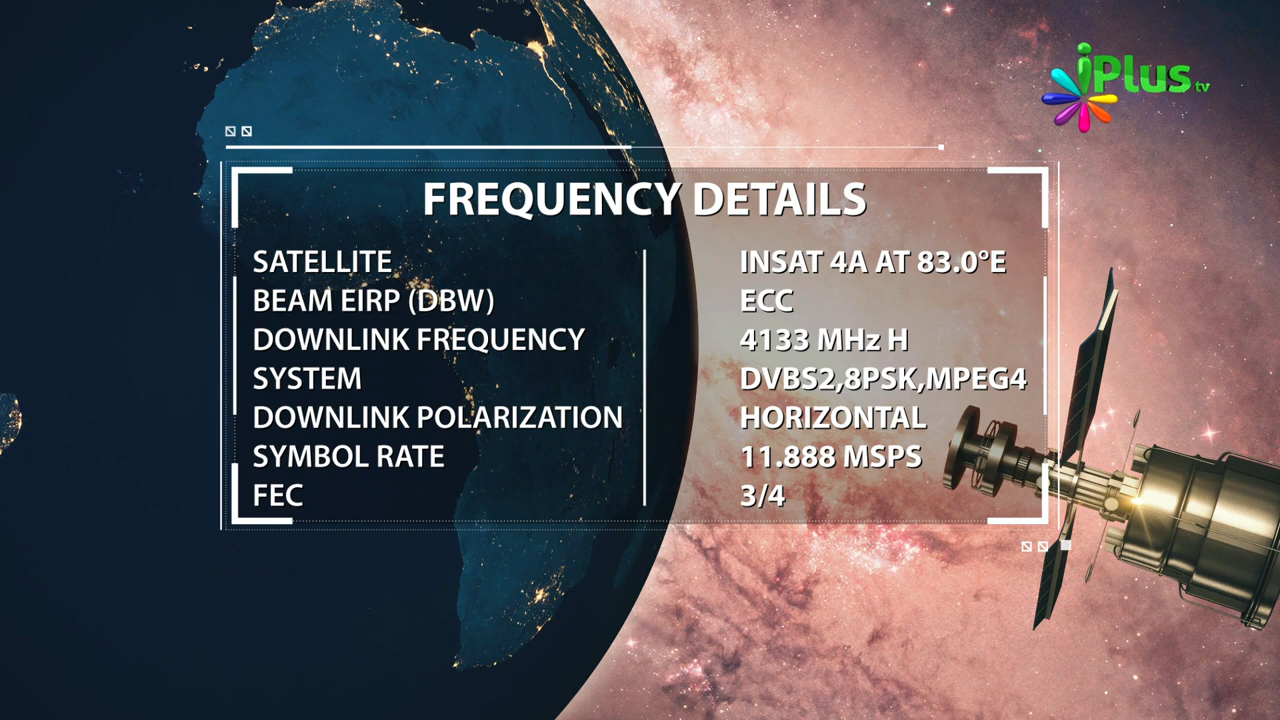 iPlus tv
FREQUENCY DETAILS
SATELLITE INSAT 4A AT 83.0°E
BEAM EIRP (DBW) ECC
DOWNLINK FREQUENCY 4133 MHz H
SYSTEM DVBS2,8PSK,MPEG4
DOWNLINK POLARIZATION HORIZONTAL
SYMBOL RATE 11.888 MSPS
FEC 3/4